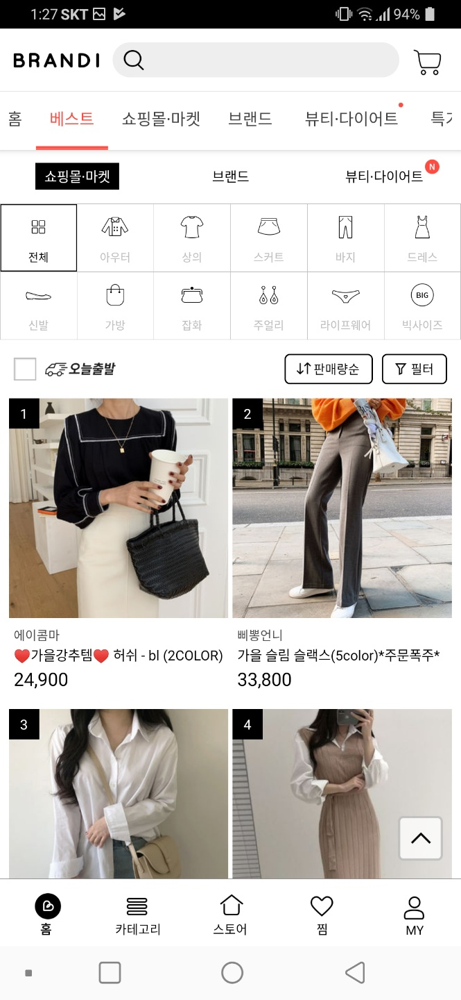 1:27 SKT 94%
BRANDI
홈 베스트 쇼핑몰·마켓 브랜드 뷰티·다이어트
쇼핑몰·마켓 브랜드 뷰티·다이어트 N
전체 아우터 상의 스커트 바지 드레스
BIG
신발 가방 잡화 주얼리 라이프웨어 빅사이즈
오늘출발 판매량순 필터
1 2
에이콤마
❤️가을강추템❤️ 허쉬 - bl (2COLOR)
24,900
삐뽕언니
가을 슬림 슬랙스(5color)*주문폭주*
33,800
3 4
홈 카테고리 스토어 찜 MY